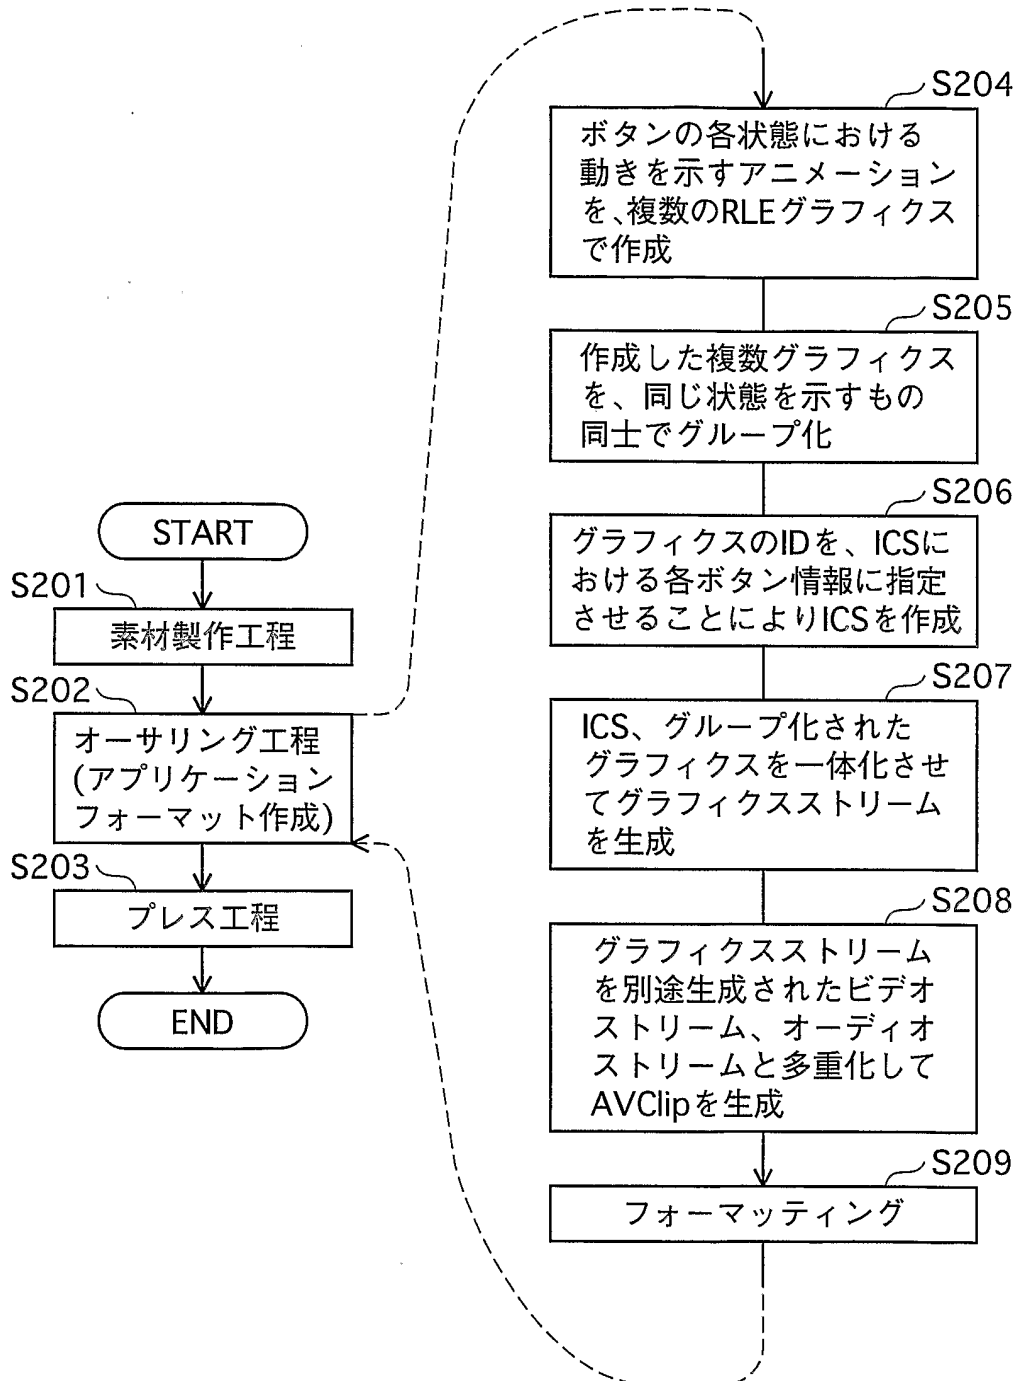 START
S201
素材製作工程
S202
オーサリング工程
(アプリケーション
フォーマット作成)
S203
プレス工程
END
S204
ボタンの各状態における
動きを示すアニメーション
を、複数のRLEグラフィクス
で作成
S205
作成した複数グラフィクス
を、同じ状態を示すもの
同士でグループ化
S206
グラフィクスのIDを、ICSに
おける各ボタン情報に指定
させることによりICSを作成
S207
ICS、グループ化された
グラフィクスを一体化させ
てグラフィクスストリーム
を生成
S208
グラフィクスストリーム
を別途生成されたビデオ
ストリーム、オーディオ
ストリームと多重化して
AVClipを生成
S209
フォーマッティング